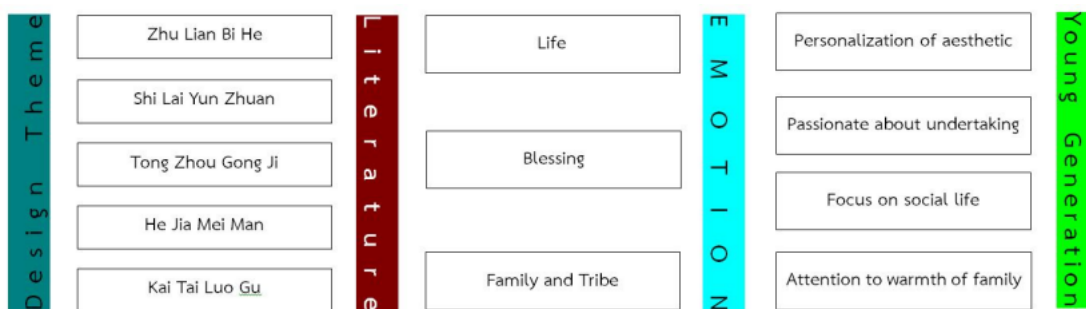 Design Theme
Zhu Lian Bi He
Shi Lai Yun Zhuan
Tong Zhou Gong Ji
He Jia Mei Man
Kai Tai Luo Gu
Literature
Life
Blessing
Family and Tribe
EMOTION
Personalization of aesthetic
Passionate about undertaking
Focus on social life
Attention to warmth of family
Young Generation